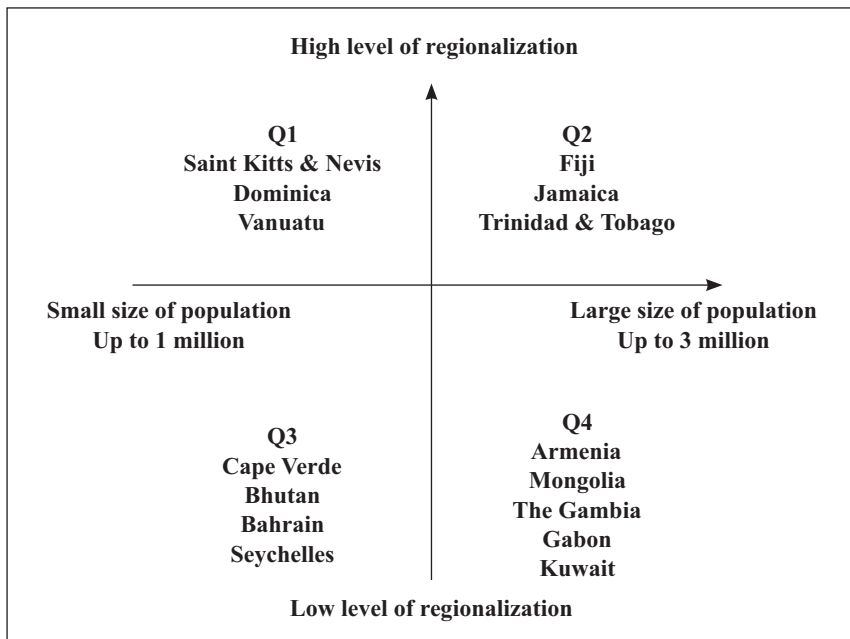 High level of regionalization
Q1
Saint Kitts & Nevis
Dominica
Vanuatu
Q2
Fiji
Jamaica
Trinidad & Tobago
Small size of population
Up to 1 million
Large size of population
Up to 3 million
Q3
Cape Verde
Bhutan
Bahrain
Seychelles
Q4
Armenia
Mongolia
The Gambia
Gabon
Kuwait
Low level of regionalization